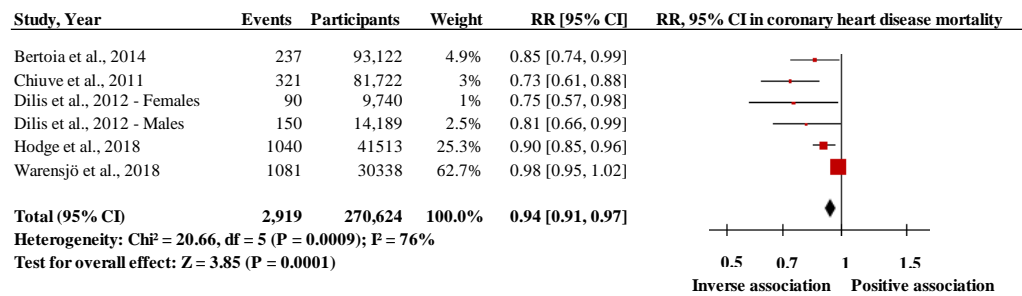 Study, Year Events Participants Weight RR [95% CI] RR, 95% CI in coronary heart disease mortality
Bertoia et al., 2014 237 93,122 4.9% 0.85 [0.74, 0.99]
Chiuve et al., 2011 321 81,722 3% 0.73 [0.61, 0.88]
Dilis et al., 2012 - Females 90 9,740 1% 0.75 [0.57, 0.98]
Dilis et al., 2012 - Males 150 14,189 2.5% 0.81 [0.66, 0.99]
Hodge et al., 2018 1040 41513 25.3% 0.90 [0.85, 0.96]
Warensjö et al., 2018 1081 30338 62.7% 0.98 [0.95, 1.02]
Total (95% CI) 2,919 270,624 100.0% 0.94 [0.91, 0.97]
Heterogeneity: Chi² = 20.66, df = 5 (P = 0.0009); I² = 76%
Test for overall effect: Z = 3.85 (P = 0.0001)
0.5 0.7 1 1.5
Inverse association Positive association